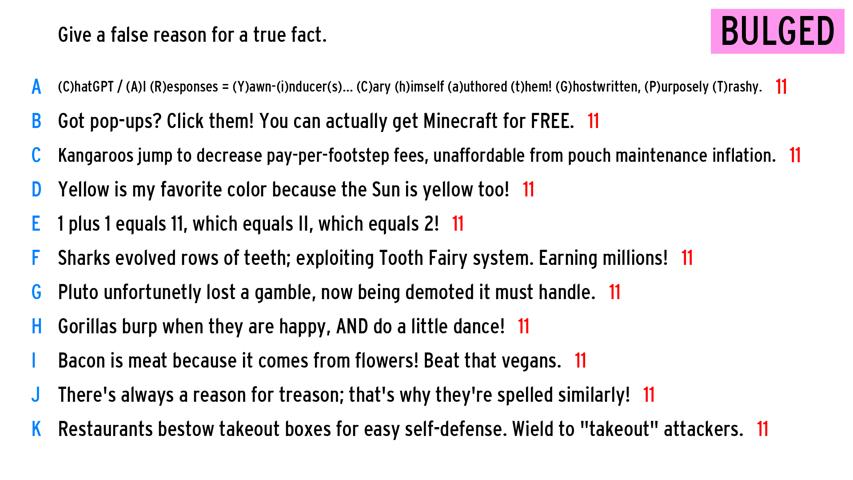 Give a false reason for a true fact.
BULGED
A (C)hatGPT / (A)I (R)esponses = (Y)awn-(i)nducer(s)... (C)ary (h)imself (a)uthored (t)hem! (G)hostwritten, (P)urposely (T)rashy. 11
B Got pop-ups? Click them! You can actually get Minecraft for FREE. 11
C Kangaroos jump to decrease pay-per-footstep fees, unaffordable from pouch maintenance inflation. 11
D Yellow is my favorite color because the Sun is yellow too! 11
E 1 plus 1 equals 11, which equals II, which equals 2! 11
F Sharks evolved rows of teeth; exploiting Tooth Fairy system. Earning millions! 11
G Pluto unfortunetly lost a gamble, now being demoted it must handle. 11
H Gorillas burp when they are happy, AND do a little dance! 11
I Bacon is meat because it comes from flowers! Beat that vegans. 11
J There's always a reason for treason; that's why they're spelled similarly! 11
K Restaurants bestow takeout boxes for easy self-defense. Wield to "takeout" attackers. 11